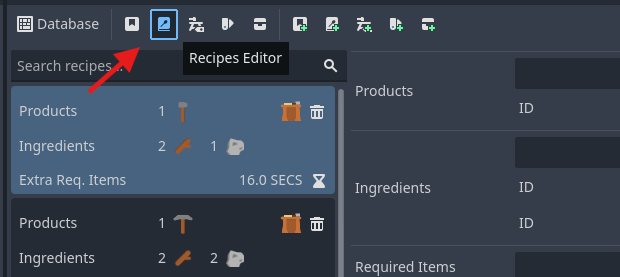 Database
Recipes Editor
Search recipes...
Products 1
Ingredients 2 1
Extra Req. Items 16.0 SECS
Products 1
Ingredients 2 2
Products
ID
Ingredients
ID
ID
Required Items